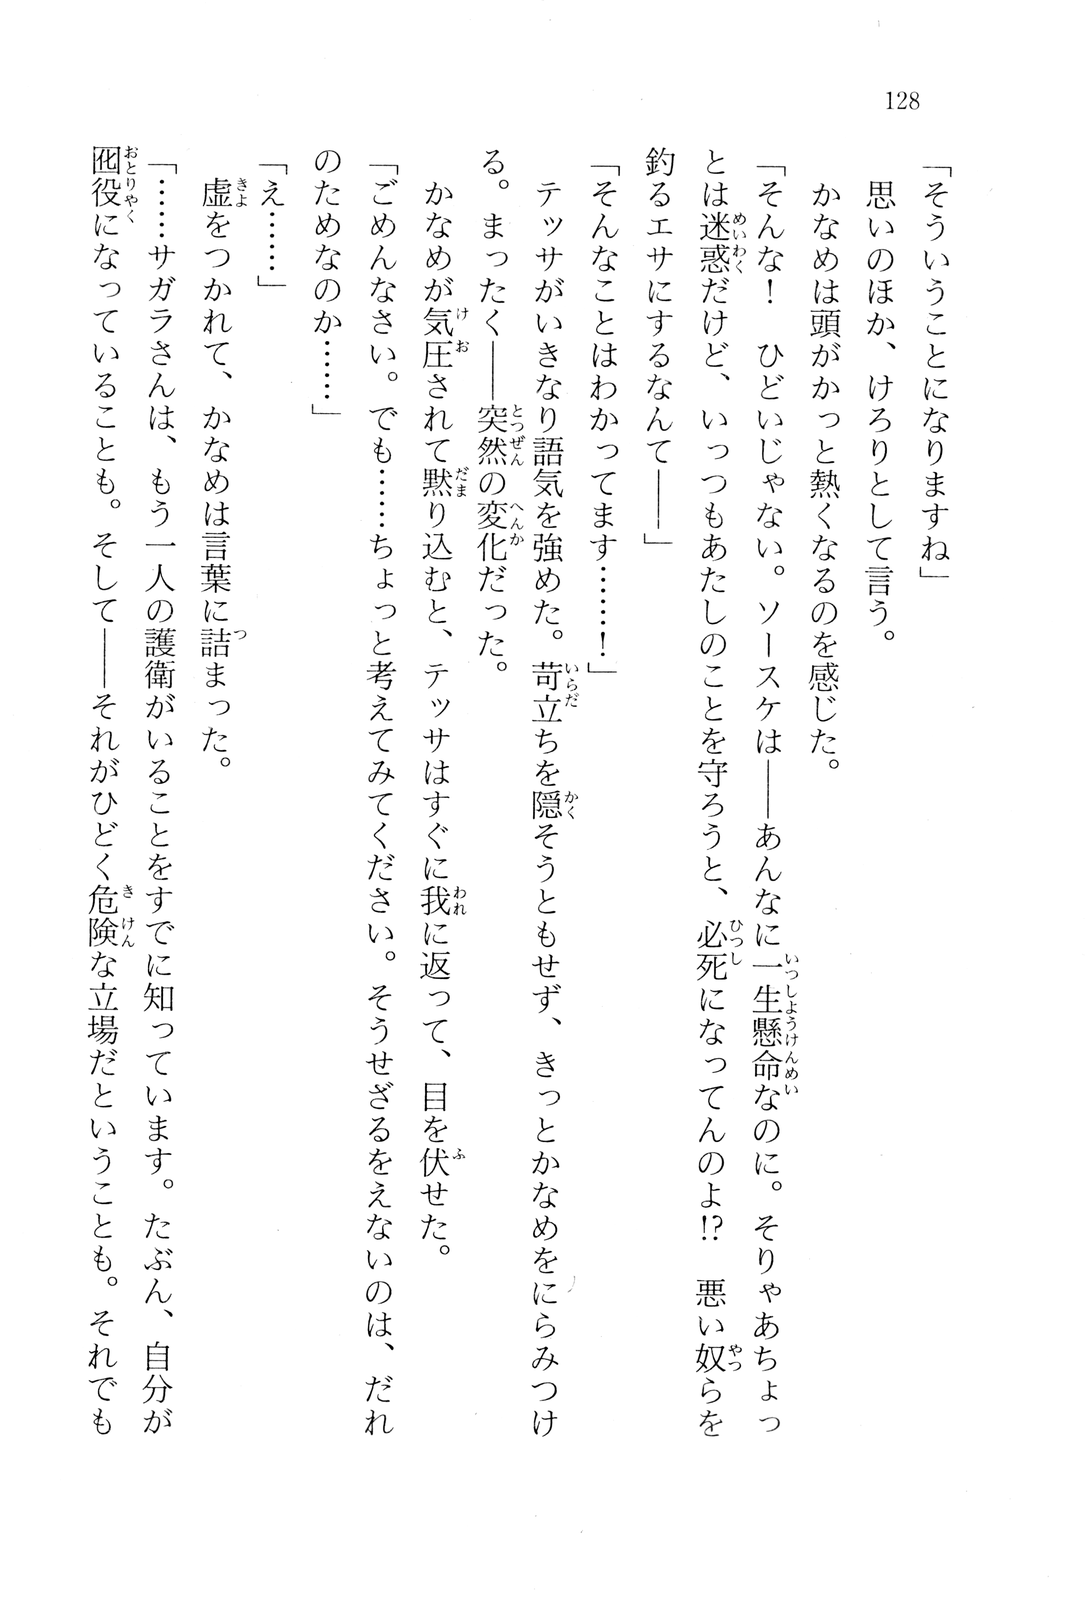 128
「そういうことになりますね」
　思いのほか、けろりとして言う。
　かなめは頭がかっと熱くなるのを感じた。
「そんな！　ひどいじゃない。ソースケは――あんなに一生懸命なのに。そりゃあちょっ
とは迷惑だけど、いっつもあたしのことを守ろうと、必死になってんのよ!?　悪い奴らを
釣るエサにするなんて――」
「そんなことはわかってます……！」
　テッサがいきなり語気を強めた。苛立ちを隠そうともせず、きっとかなめをにらみつけ
る。まったく――突然の変化だった。
　かなめが気圧されて黙り込むと、テッサはすぐに我に返って、目を伏せた。
「ごめんなさい。でも……ちょっと考えてみてください。そうせざるをえないのは、だれ
のためなのか……」
「え……」
　虚をつかれて、かなめは言葉に詰まった。
「……サガラさんは、もう一人の護衛がいることをすでに知っています。たぶん、自分が
囮役になっていることも。そして――それがひどく危険な立場だということも。それでも